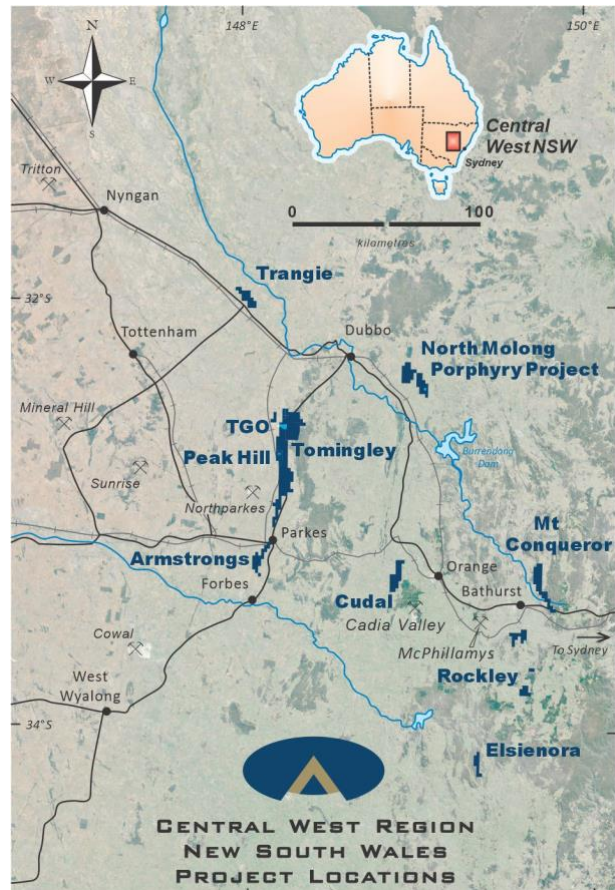 148°E
150°E
N
W
E
S
Central
West NSW
Sydney
0
100
kilometres
Tritton
Nyngan
Trangie
32°S
Tottenham
Dubbo
North Molong
Porphyry Project
Mineral Hill
TGO
Tomingley
Peak Hill
Burrendong
Dam
Sunrise
Northparkes
Parkes
Mt
Conqueror
Armstrongs
Orange
Forbes
Cudal
Bathurst
Cadia Valley
McPhillamys
To Sydney
Cowal
Rockley
West
Wyalong
34°S
Elsienora
Central West Region
New South Wales
Project Locations